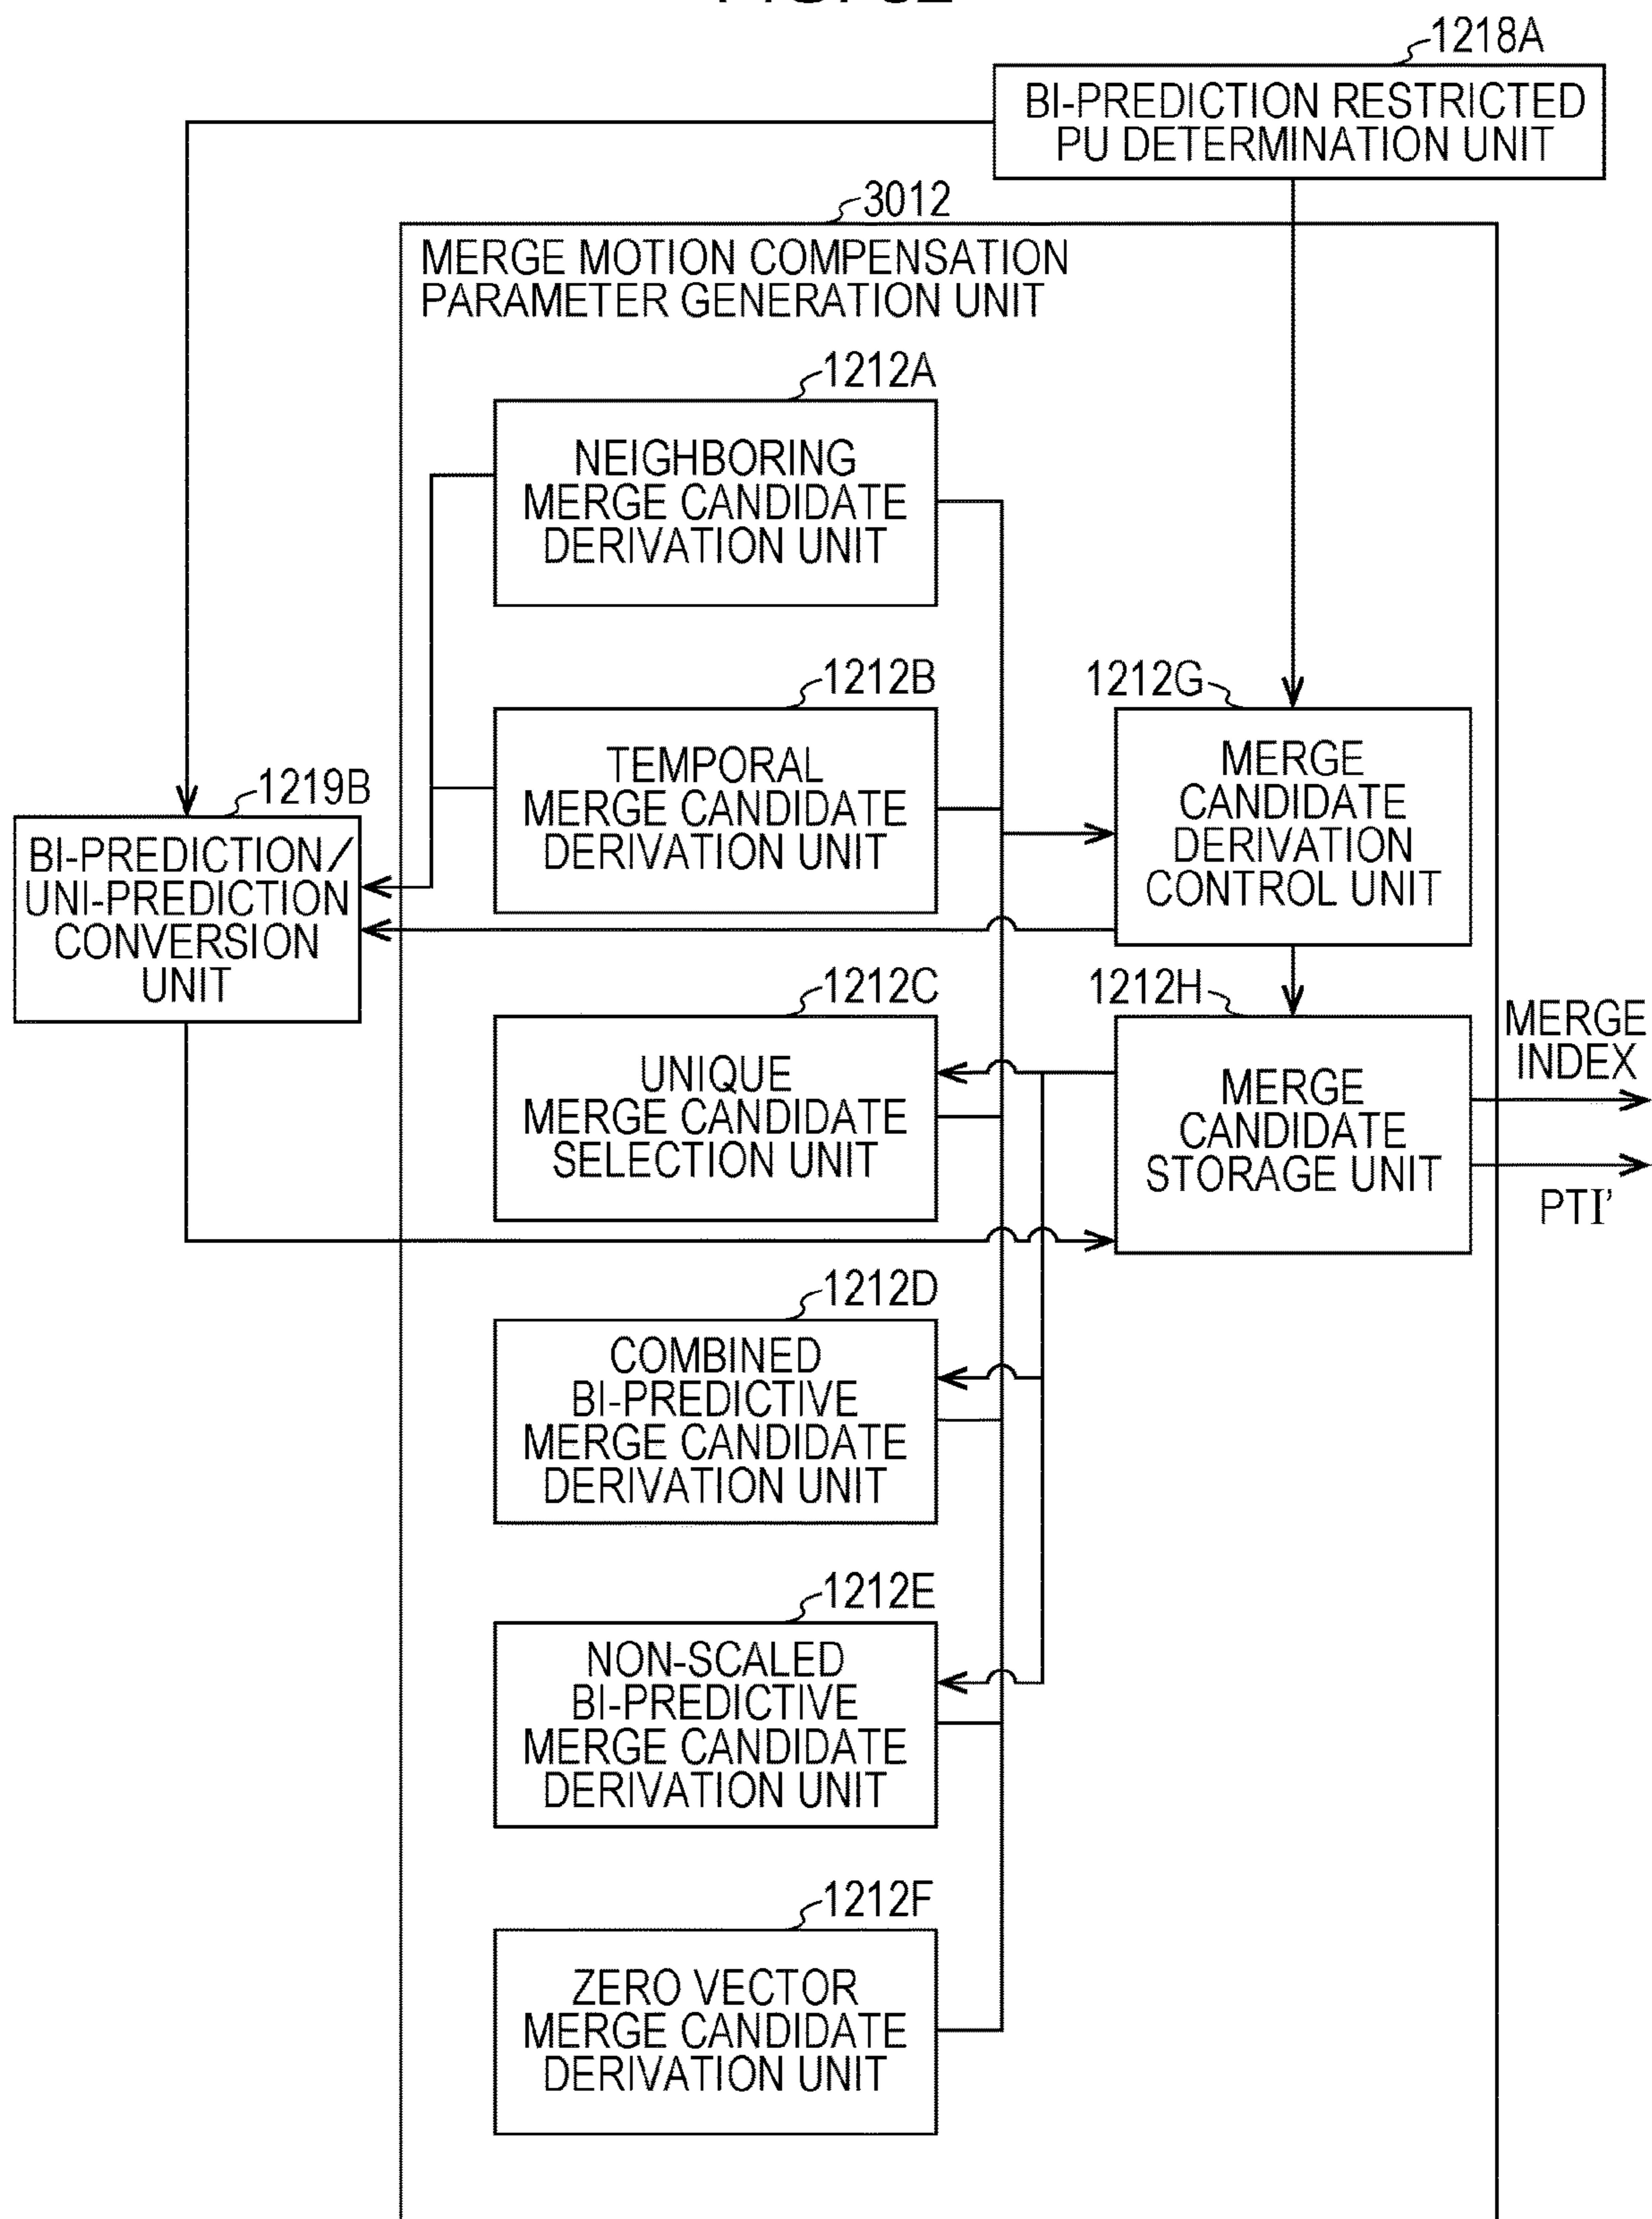 1218A
BI-PREDICTION RESTRICTED
PU DETERMINATION UNIT
3012
MERGE MOTION COMPENSATION
PARAMETER GENERATION UNIT
1212A
NEIGHBORING
MERGE CANDIDATE
DERIVATION UNIT
1212B
TEMPORAL
MERGE CANDIDATE
DERIVATION UNIT
1212G
MERGE
CANDIDATE
DERIVATION
CONTROL UNIT
1219B
BI-PREDICTION/
UNI-PREDICTION
CONVERSION
UNIT
1212C
UNIQUE
MERGE CANDIDATE
SELECTION UNIT
1212H
MERGE
CANDIDATE
STORAGE UNIT
MERGE
INDEX
PTI'
1212D
COMBINED
BI-PREDICTIVE
MERGE CANDIDATE
DERIVATION UNIT
1212E
NON-SCALED
BI-PREDICTIVE
MERGE CANDIDATE
DERIVATION UNIT
1212F
ZERO VECTOR
MERGE CANDIDATE
DERIVATION UNIT